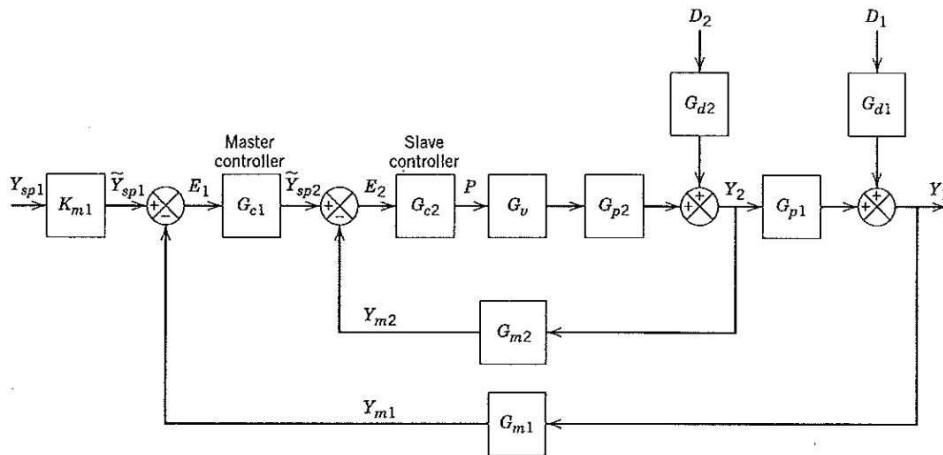 D2 D1
Gd2 Gd1
Master controller Slave controller
Ysp1 Km1 Ỹsp1 + − E1 Gc1 Ỹsp2 + − E2 Gc2 P Gv Gp2 + + Y2 Gp1 + +
Ym2 Gm2
Ym1 Gm1